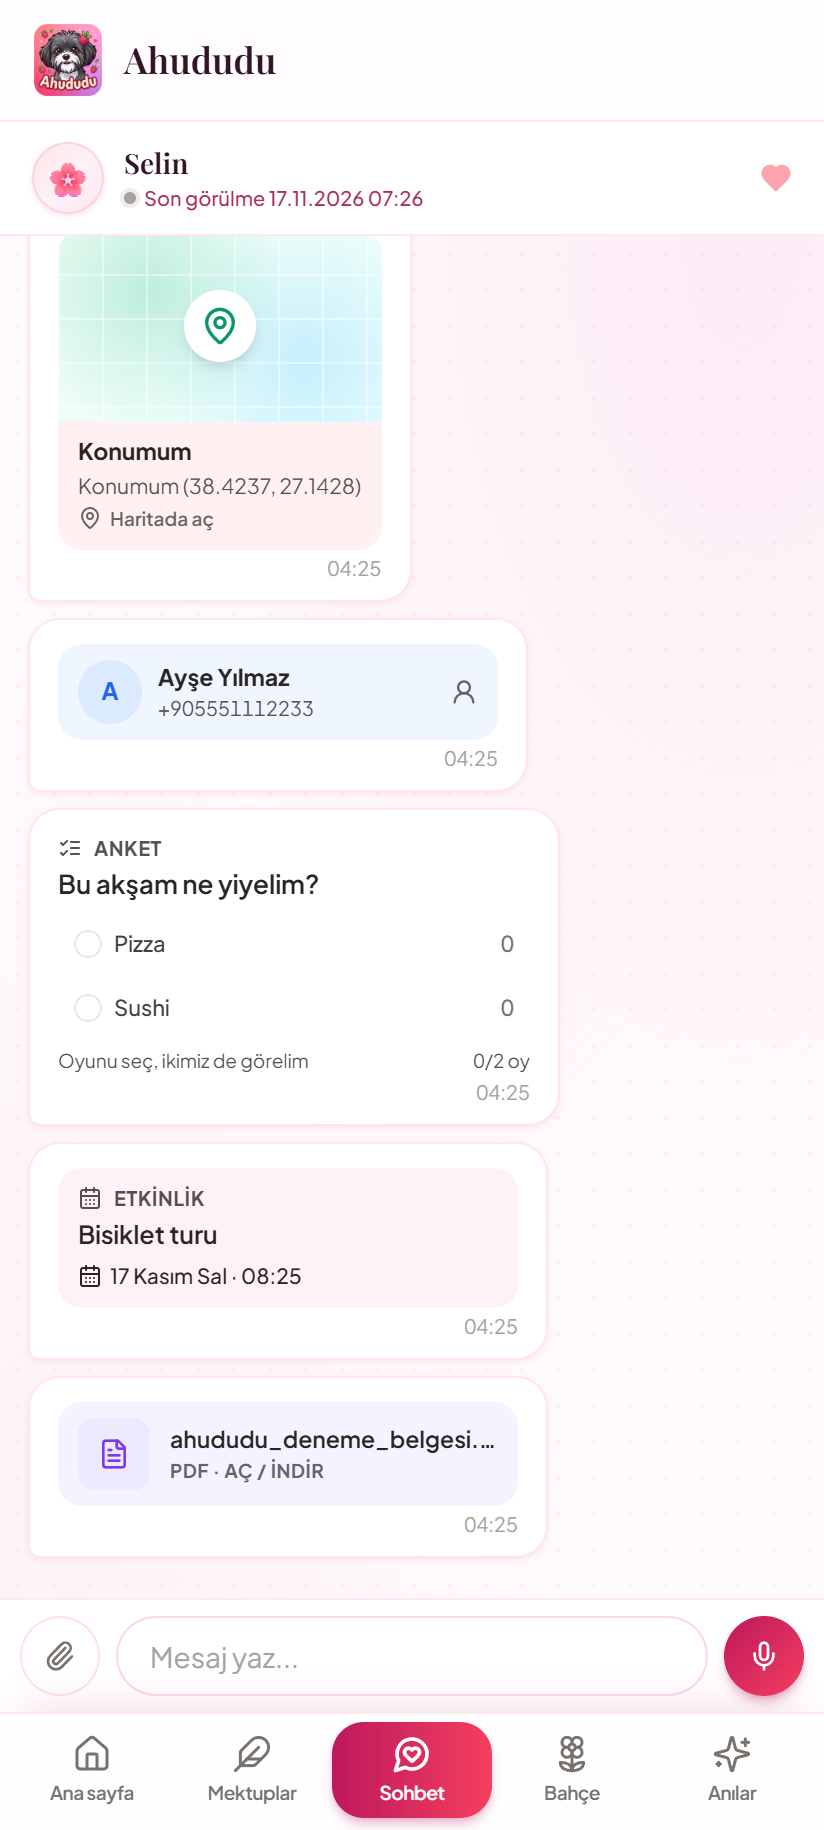 Ahududu
Ahududu
Selin
Son görülme 17.11.2026 07:26
Konumum
Konumum (38.4237, 27.1428)
Haritada aç
04:25
A
Ayşe Yılmaz
+905551112233
04:25
ANKET
Bu akşam ne yiyelim?
Pizza 0
Sushi 0
Oyunu seç, ikimiz de görelim 0/2 oy
04:25
ETKİNLİK
Bisiklet turu
17 Kasım Sal · 08:25
04:25
ahududu_deneme_belgesi....
PDF · AÇ / İNDİR
04:25
Mesaj yaz...
Ana sayfa Mektuplar Sohbet Bahçe Anılar